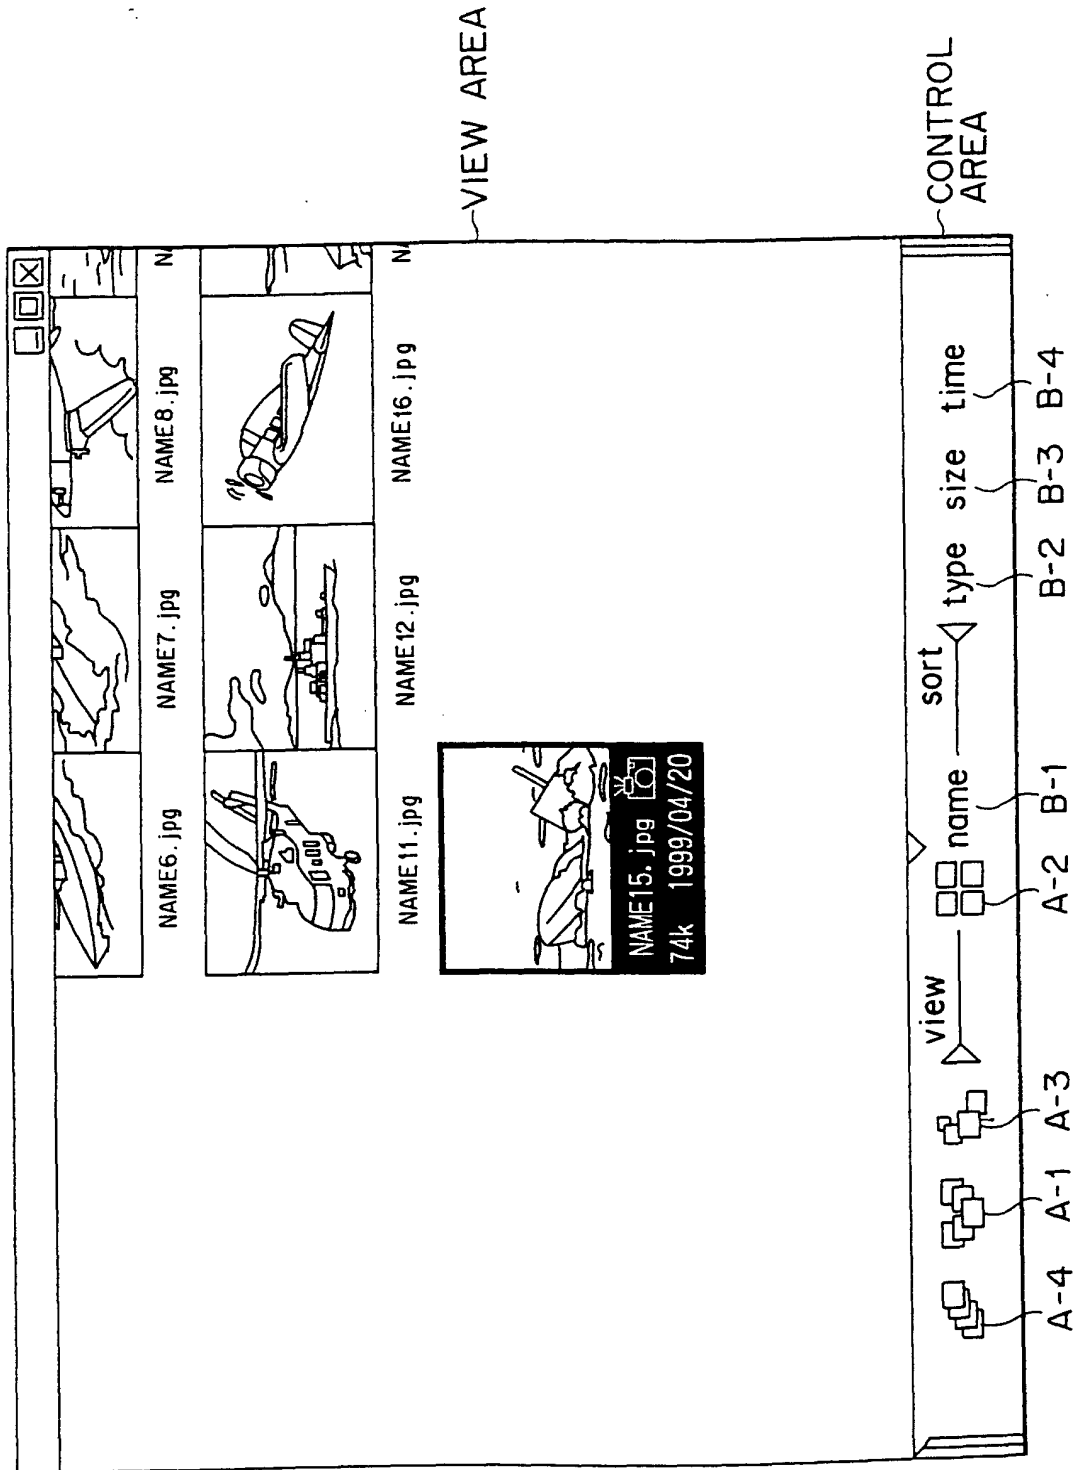 NAME6.jpg NAME7.jpg NAME8.jpg N
NAME11.jpg NAME12.jpg NAME16.jpg N
NAME15.jpg
74k 1999/04/20
VIEW AREA
view sort
name type size time
CONTROL
AREA
A-4 A-1 A-3 A-2 B-1 B-2 B-3 B-4